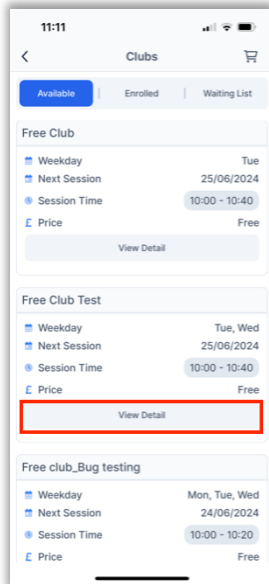 11:11
Clubs
Available | Enrolled | Waiting List
Free Club
Weekday Tue
Next Session 25/06/2024
Session Time 10:00 - 10:40
£ Price Free
View Detail
Free Club Test
Weekday Tue, Wed
Next Session 25/06/2024
Session Time 10:00 - 10:40
£ Price Free
View Detail
Free club_Bug testing
Weekday Mon, Tue, Wed
Next Session 24/06/2024
Session Time 10:00 - 10:20
£ Price Free